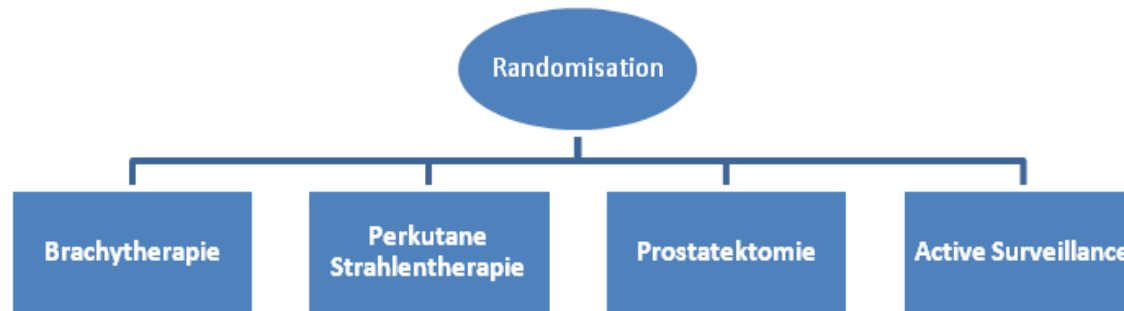 Randomisation
Brachytherapie
Perkutane
Strahlentherapie
Prostatektomie
Active Surveillance